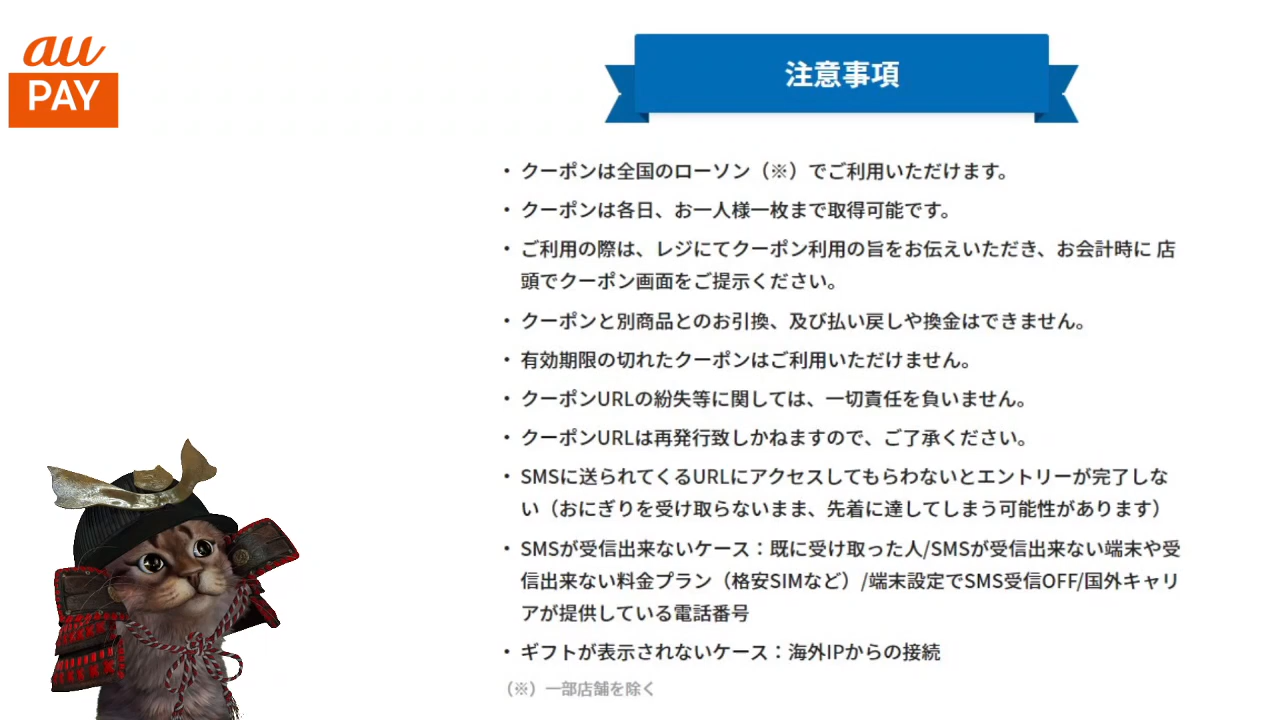 au
PAY
注意事項
・ クーポンは全国のローソン（※）でご利用いただけます。
・ クーポンは各日、お一人様一枚まで取得可能です。
・ ご利用の際は、レジにてクーポン利用の旨をお伝えいただき、お会計時に 店
頭でクーポン画面をご提示ください。
・ クーポンと別商品とのお引換、及び払い戻しや換金はできません。
・ 有効期限の切れたクーポンはご利用いただけません。
・ クーポンURLの紛失等に関しては、一切責任を負いません。
・ クーポンURLは再発行致しかねますので、ご了承ください。
・ SMSに送られてくるURLにアクセスしてもらわないとエントリーが完了しな
い（おにぎりを受け取らないまま、先着に達してしまう可能性があります）
・ SMSが受信出来ないケース：既に受け取った人/SMSが受信出来ない端末や受
信出来ない料金プラン（格安SIMなど）/端末設定でSMS受信OFF/国外キャリ
アが提供している電話番号
・ ギフトが表示されないケース：海外IPからの接続
（※）一部店舗を除く